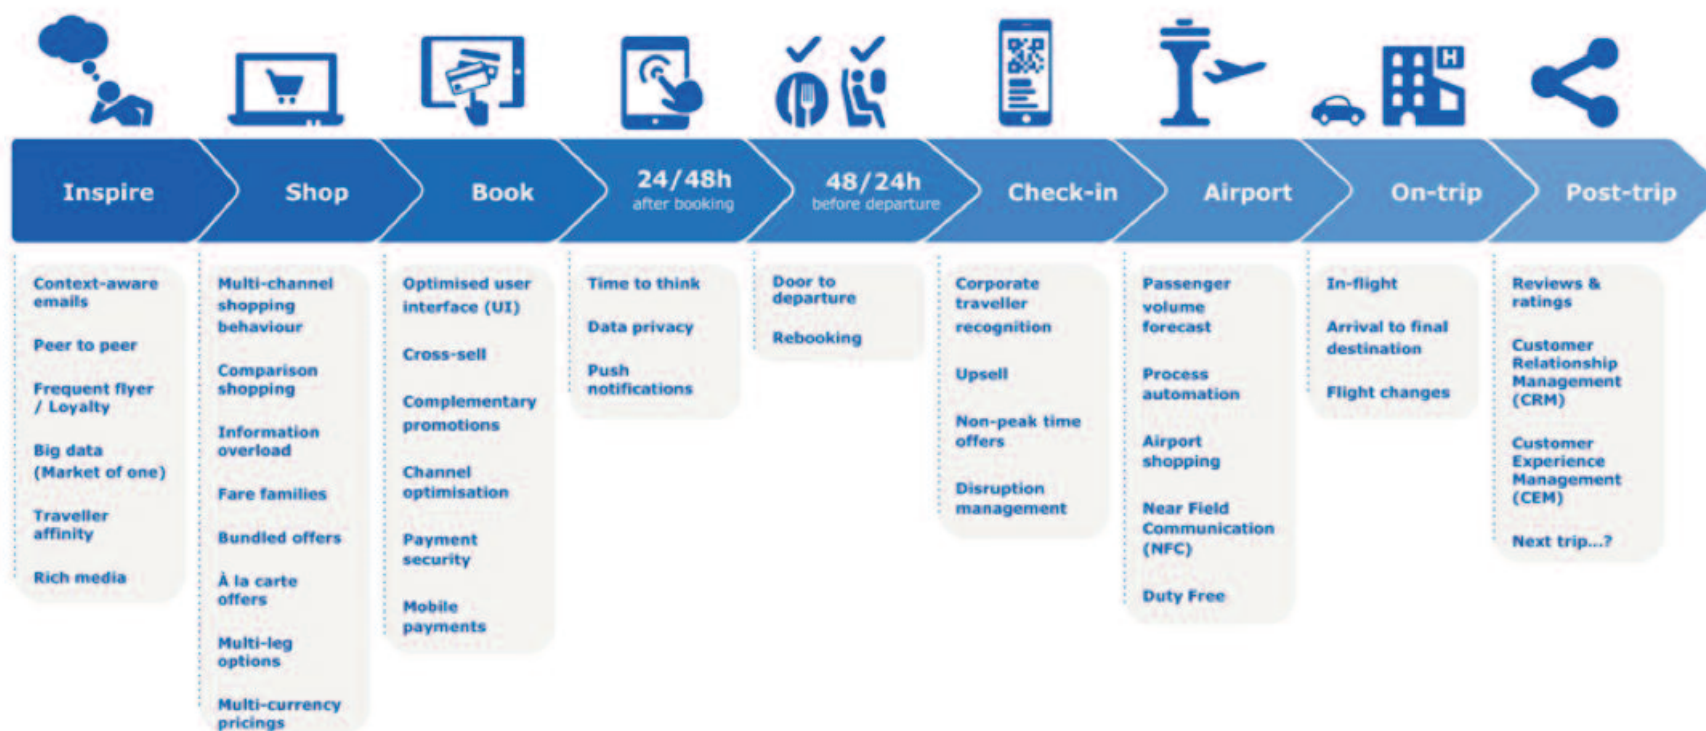 H
Inspire
Shop
Book
24/48h
after booking
48/24h
before departure
Check-in
Airport
On-trip
Post-trip
Context-aware
emails
Peer to peer
Frequent flyer
/ Loyalty
Big data
(Market of one)
Traveller
affinity
Rich media
Multi-channel
shopping
behaviour
Comparison
shopping
Information
overload
Fare families
Bundled offers
À la carte
offers
Multi-leg
options
Multi-currency
pricings
Optimised user
interface (UI)
Cross-sell
Complementary
promotions
Channel
optimisation
Payment
security
Mobile
payments
Time to think
Data privacy
Push
notifications
Door to
departure
Rebooking
Corporate
traveller
recognition
Upsell
Non-peak time
offers
Disruption
management
Passenger
volume
forecast
Process
automation
Airport
shopping
Near Field
Communication
(NFC)
Duty Free
In-flight
Arrival to final
destination
Flight changes
Reviews &
ratings
Customer
Relationship
Management
(CRM)
Customer
Experience
Management
(CEM)
Next trip...?